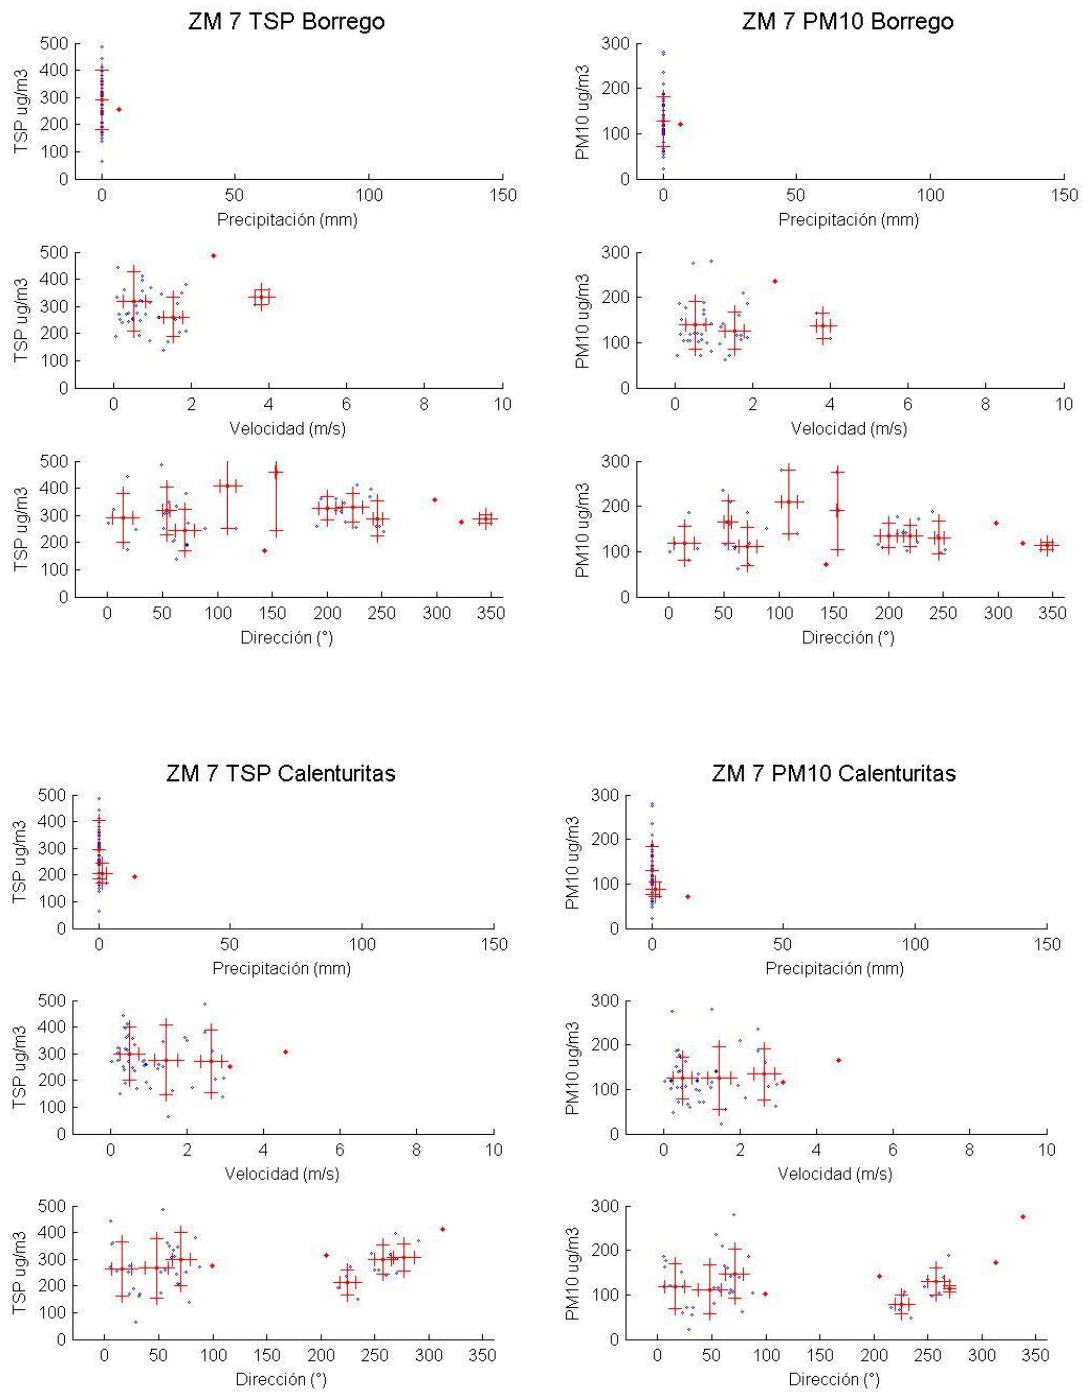 ZM 7 TSP Borrego
500
400
300
200
100
0
TSP ug/m3
0 50 100 150
Precipitación (mm)
ZM 7 PM10 Borrego
300
200
100
0
PM10 ug/m3
0 50 100 150
Precipitación (mm)
500
400
300
200
100
0
TSP ug/m3
0 2 4 6 8 10
Velocidad (m/s)
300
200
100
0
PM10 ug/m3
0 2 4 6 8 10
Velocidad (m/s)
500
400
300
200
100
0
TSP ug/m3
0 50 100 150 200 250 300 350
Dirección (°)
300
200
100
0
PM10 ug/m3
0 50 100 150 200 250 300 350
Dirección (°)
ZM 7 TSP Calenturitas
500
400
300
200
100
0
TSP ug/m3
0 50 100 150
Precipitación (mm)
ZM 7 PM10 Calenturitas
300
200
100
0
PM10 ug/m3
0 50 100 150
Precipitación (mm)
500
400
300
200
100
0
TSP ug/m3
0 2 4 6 8 10
Velocidad (m/s)
300
200
100
0
PM10 ug/m3
0 2 4 6 8 10
Velocidad (m/s)
500
400
300
200
100
0
TSP ug/m3
0 50 100 150 200 250 300 350
Dirección (°)
300
200
100
0
PM10 ug/m3
0 50 100 150 200 250 300 350
Dirección (°)